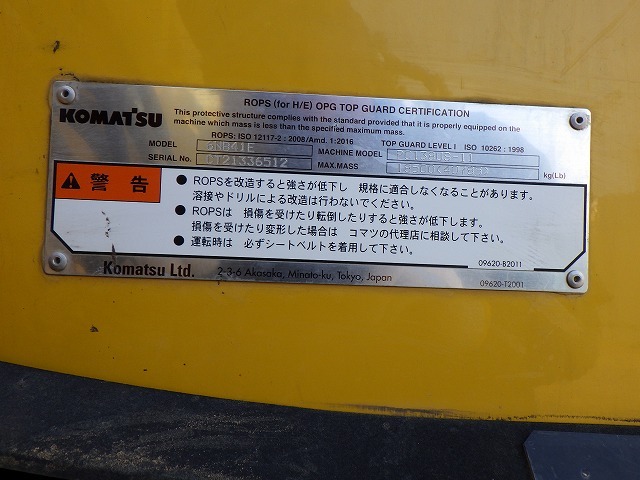 ROPS (for H/E) OPG TOP GUARD CERTIFICATION
KOMATSU
This protective structure complies with the standard provided that it is properly equipped on the
machine which mass is less than the specified maximum mass.
ROPS: ISO 12117-2 : 2008/Amd. 1:2016 TOP GUARD LEVEL I ISO 10262 : 1998
MODEL MACHINE MODEL
SERIAL NO. MAX.MASS kg(Lb)
警告
● ROPSを改造すると強さが低下し 規格に適合しなくなることがあります。
溶接やドリルによる改造は行わないでください。
● ROPSは 損傷を受けたり転倒したりすると強さが低下します。
損傷を受けたり変形した場合は コマツの代理店に相談して下さい。
● 運転時は 必ずシートベルトを着用して下さい。
09620-B2011
Komatsu Ltd. 2-3-6 Akasaka, Minato-ku, Tokyo, Japan
09620-T2001